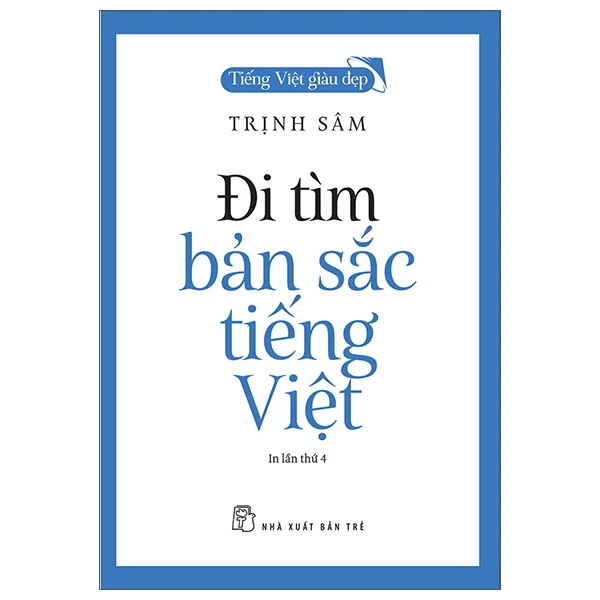 Tiếng Việt giàu đẹp
TRỊNH SÂM
Đi tìm
bản sắc
tiếng
Việt
In lần thứ 4
NHÀ XUẤT BẢN TRẺ